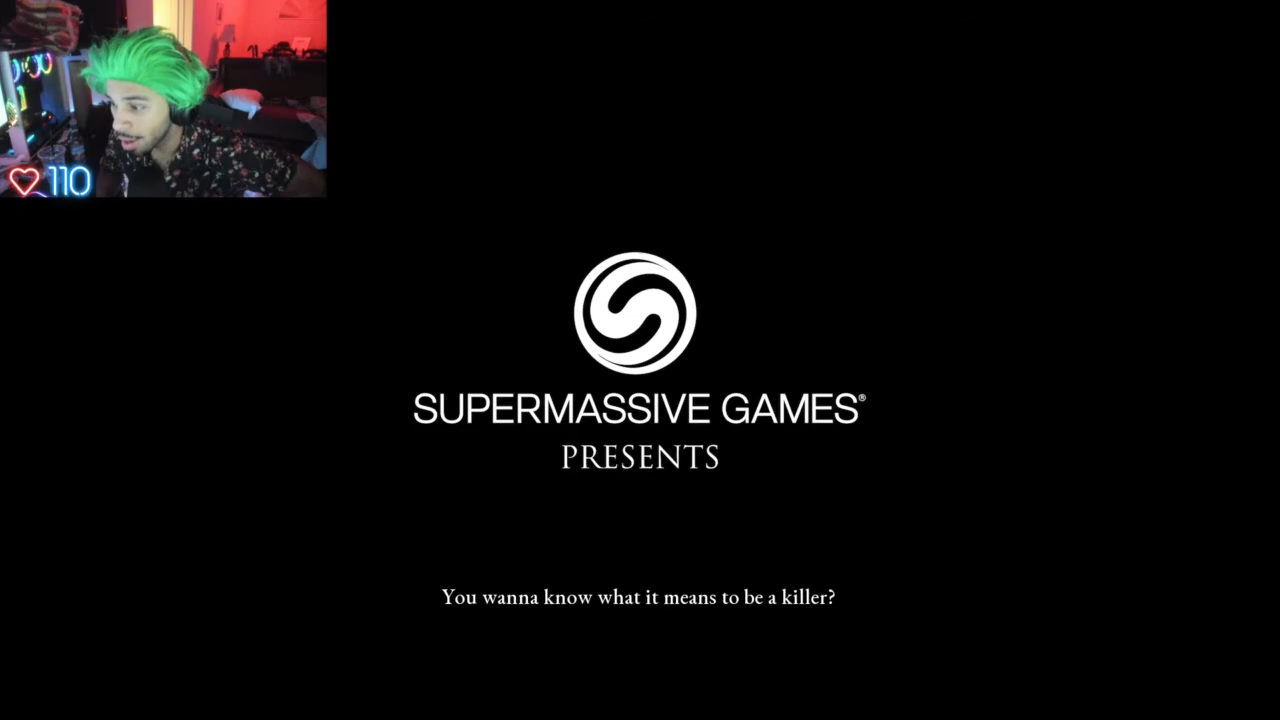 110
SUPERMASSIVE GAMES®
PRESENTS
You wanna know what it means to be a killer?